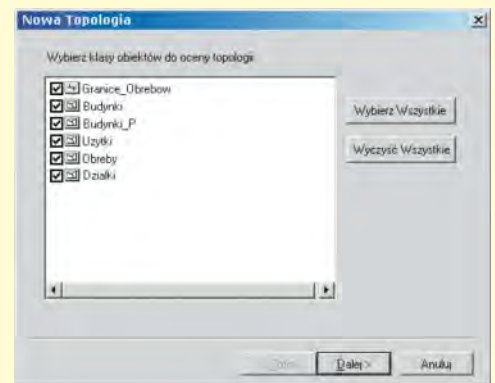 Nowa Topologia
Wybierz klasy obiektów do oceny topologii
Granice_Obrebow
Budynki
Budynki_P
Uzytki
Obreby
Dzialki
Wybierz Wszystkie
Wyczyść Wszystkie
Dalej >
Anuluj